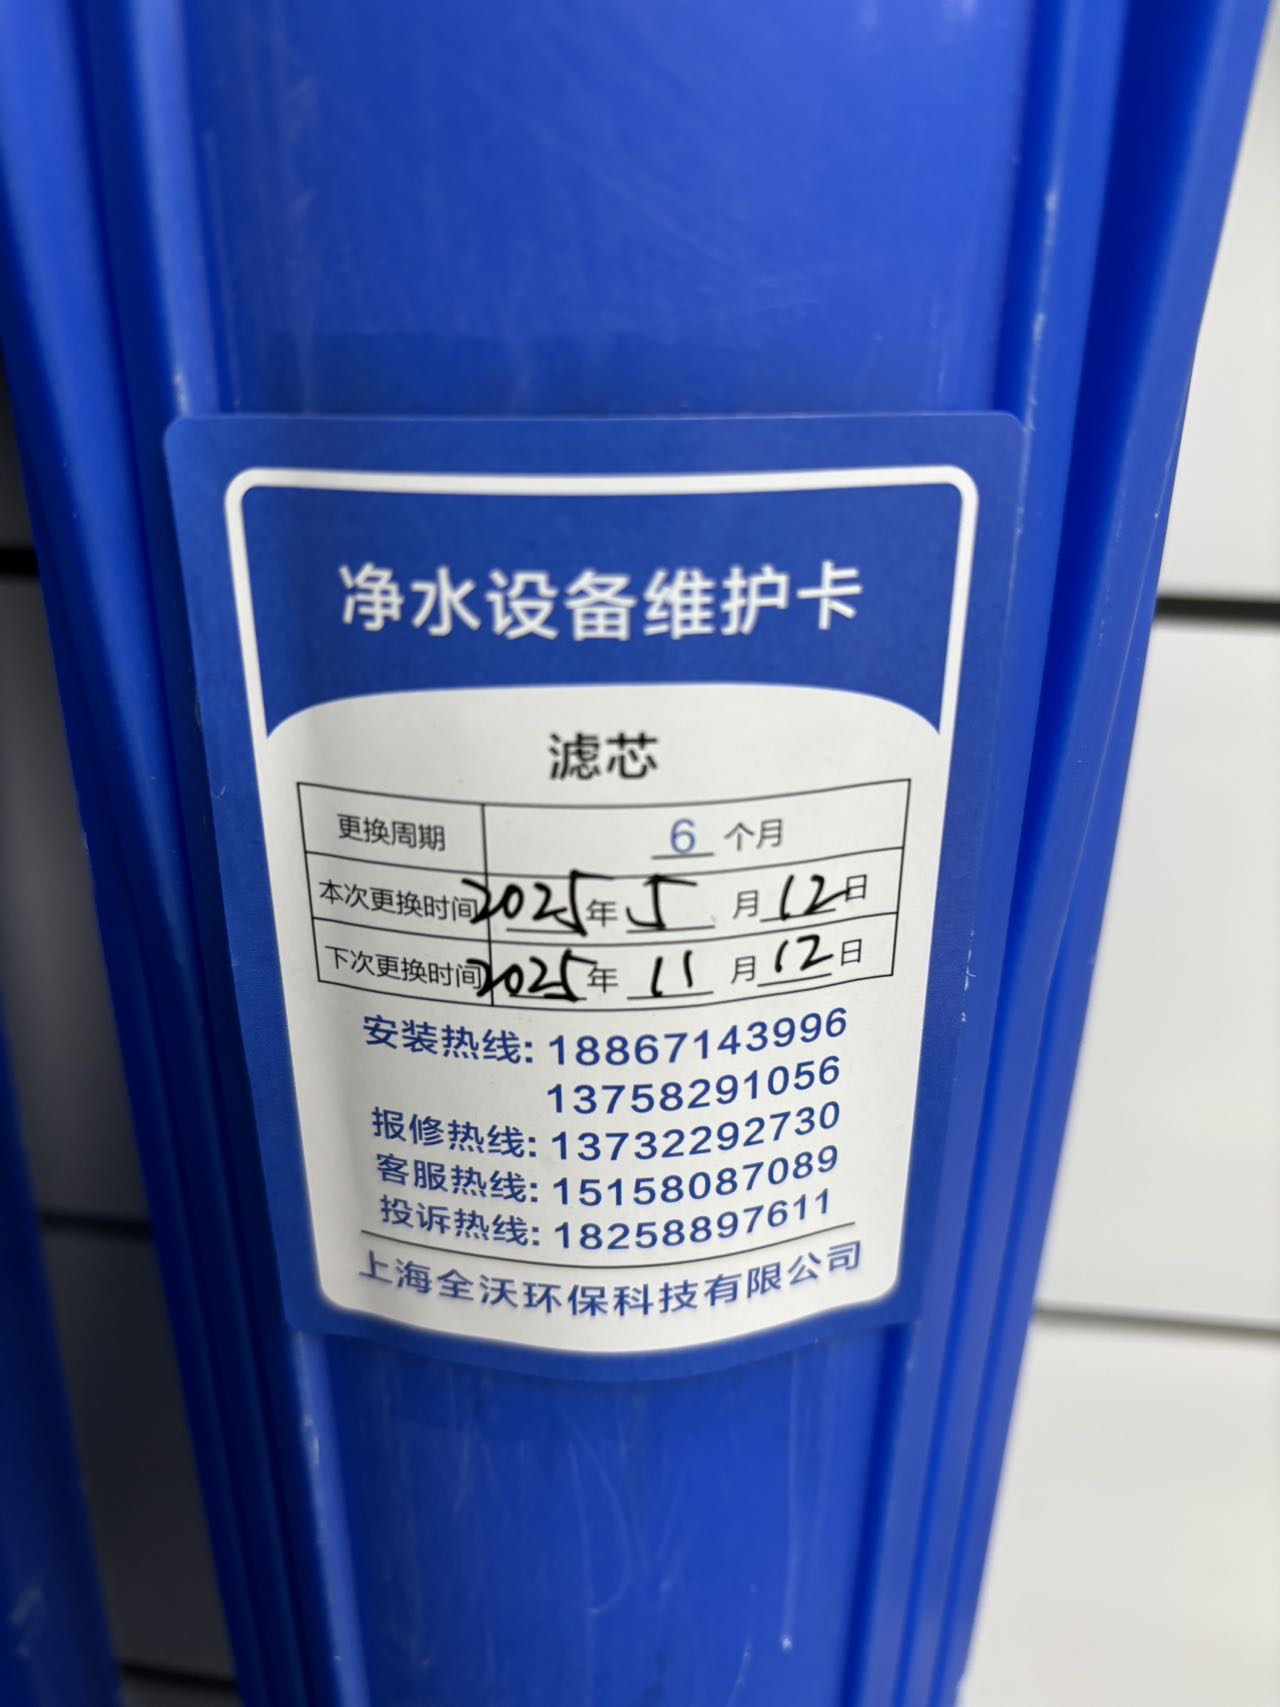 净水设备维护卡
滤芯
更换周期 6 个月
本次更换时间 2025 年 5 月 12 日
下次更换时间 2025 年 11 月 12 日
安装热线: 18867143996
13758291056
报修热线: 13732292730
客服热线: 15158087089
投诉热线: 18258897611
上海全沃环保科技有限公司